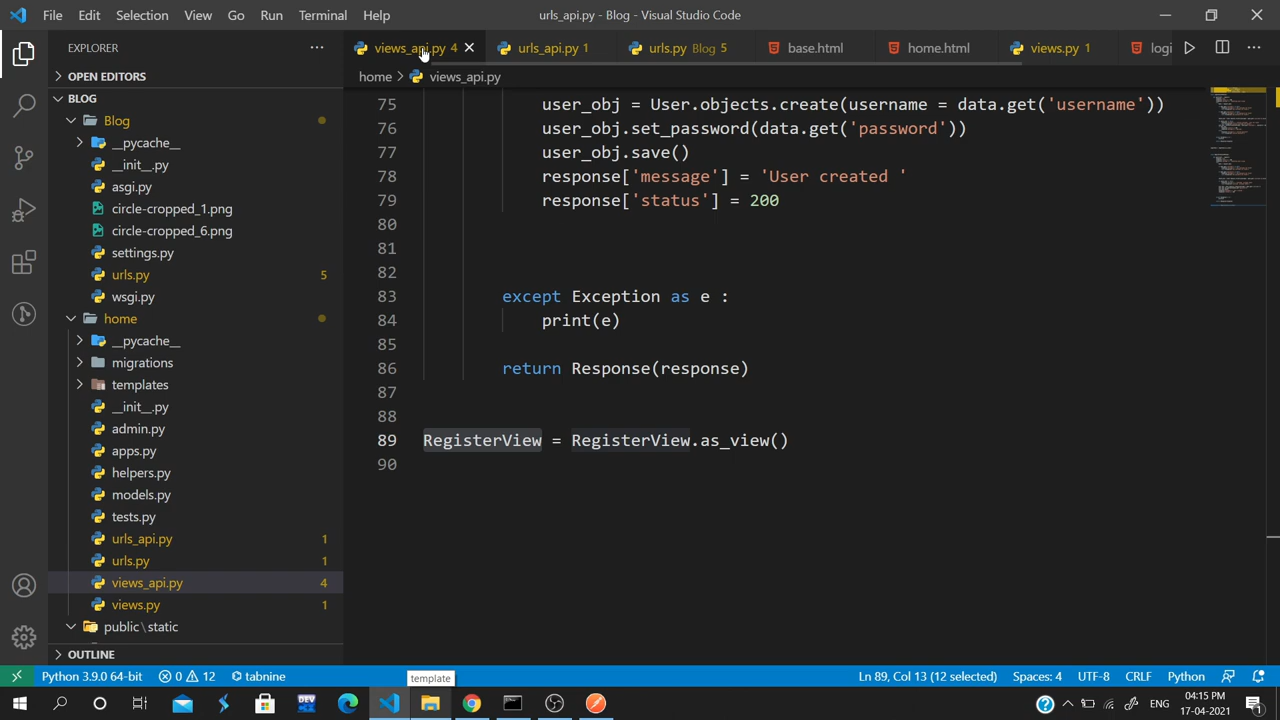 File Edit Selection View Go Run Terminal Help urls_api.py - Blog - Visual Studio Code
EXPLORER
views_api.py 4
urls_api.py 1
urls.py Blog 5
base.html
home.html
views.py 1
logi
OPEN EDITORS
home > views_api.py
BLOG
Blog
__pycache__
__init__.py
asgi.py
circle-cropped_1.png
circle-cropped_6.png
settings.py
urls.py 5
wsgi.py
home
__pycache__
migrations
templates
__init__.py
admin.py
apps.py
helpers.py
models.py
tests.py
urls_api.py 1
urls.py 1
views_api.py 4
views.py 1
public\static
OUTLINE
75 user_obj = User.objects.create(username = data.get('username'))
76 user_obj.set_password(data.get('password'))
77 user_obj.save()
78 response['message'] = 'User created '
79 response['status'] = 200
80
81
82
83 except Exception as e :
84 print(e)
85
86 return Response(response)
87
88
89 RegisterView = RegisterView.as_view()
90
Python 3.9.0 64-bit 0 12 tabnine
template
Ln 89, Col 13 (12 selected) Spaces: 4 UTF-8 CRLF Python
DEV
ENG
04:15 PM
17-04-2021
1